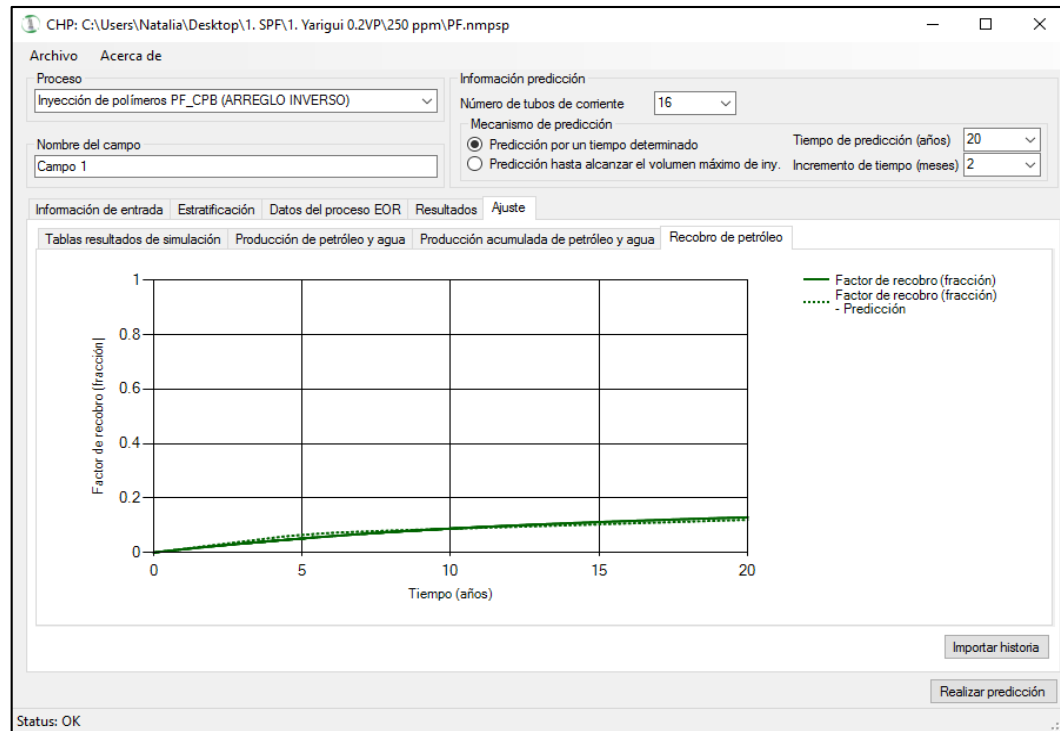 CHP: C:\Users\Natalia\Desktop\1. SPF\1. Yarigui 0.2VP\250 ppm\PF.nmpsp
Archivo Acerca de
Proceso
Inyección de polímeros PF_CPB (ARREGLO INVERSO)
Nombre del campo
Campo 1
Información predicción
Número de tubos de corriente 16
Mecanismo de predicción
Predicción por un tiempo determinado
Predicción hasta alcanzar el volumen máximo de iny.
Tiempo de predicción (años) 20
Incremento de tiempo (meses) 2
Información de entrada Estratificación Datos del proceso EOR Resultados Ajuste
Tablas resultados de simulación Producción de petróleo y agua Producción acumulada de petróleo y agua Recobro de petróleo
Factor de recobro (fracción|
1
0.8
0.6
0.4
0.2
0
0 5 10 15 20
Tiempo (años)
Factor de recobro (fracción)
Factor de recobro (fracción)
- Predicción
Importar historia
Realizar predicción
Status: OK